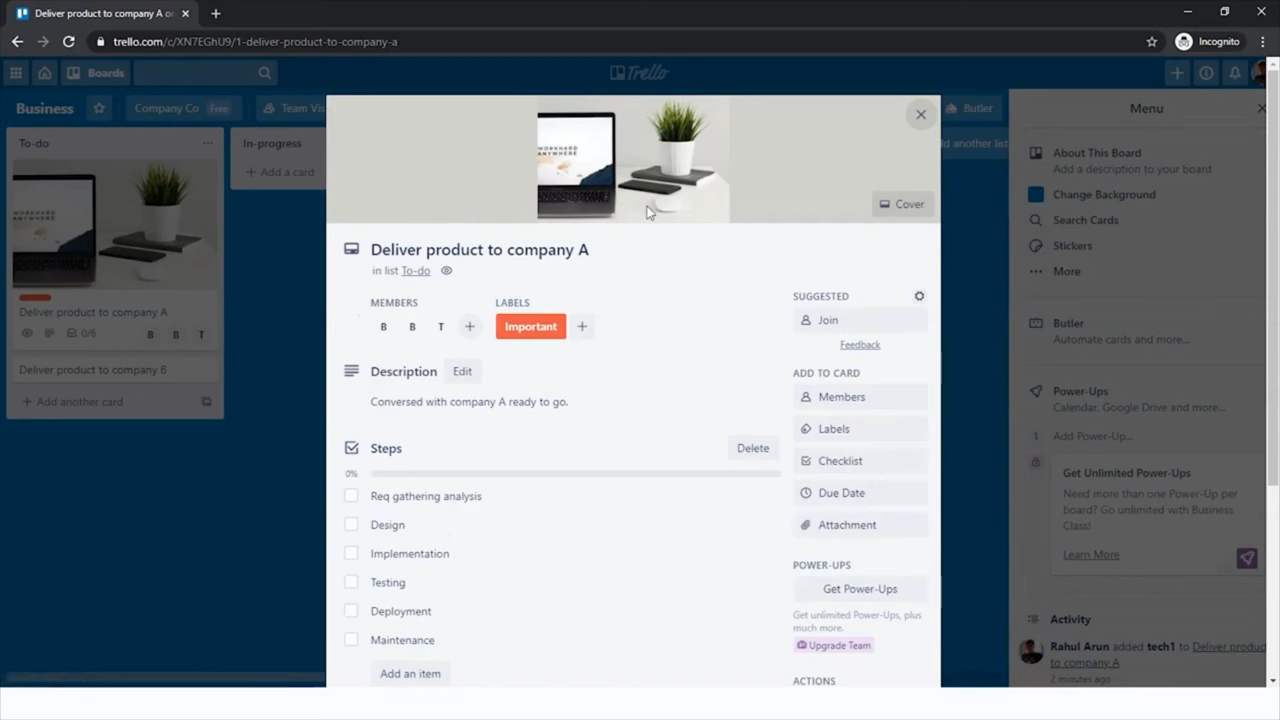 Deliver product to company A o
trello.com/c/XN7EGhU9/1-deliver-product-to-company-a
Incognito
Boards
Trello
Business
Company Co Free
Team Vis
Butler
To-do
Deliver product to company A
0/6
B B T
Deliver product to company B
+ Add another card
In-progress
+ Add a card
dd another list
WORKHARD
ANYWHERE
Cover
Deliver product to company A
in list To-do
MEMBERS
B B T +
LABELS
Important +
Description
Edit
Conversed with company A ready to go.
Steps
Delete
0%
Req gathering analysis
Design
Implementation
Testing
Deployment
Maintenance
Add an item
SUGGESTED
Join
Feedback
ADD TO CARD
Members
Labels
Checklist
Due Date
Attachment
POWER-UPS
Get Power-Ups
Get unlimited Power-Ups, plus
much more.
Upgrade Team
ACTIONS
Menu
About This Board
Add a description to your board
Change Background
Search Cards
Stickers
More
Butler
Automate cards and more...
Power-Ups
Calendar, Google Drive and more...
1 Add Power-Up...
Get Unlimited Power-Ups
Need more than one Power-Up per
board? Go unlimited with Business
Class!
Learn More
Activity
Rahul Arun added tech1 to Deliver produc
to company A
2 minutes ago